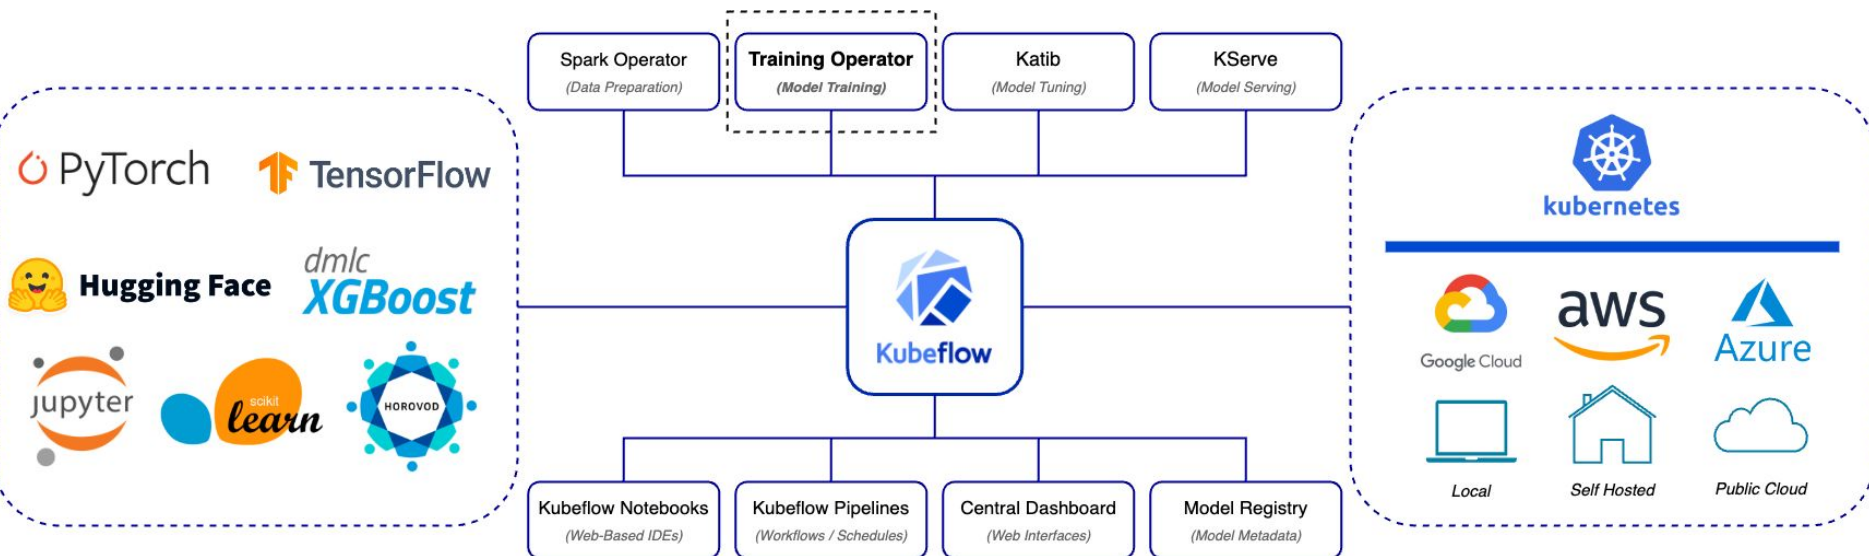 Spark Operator
(Data Preparation)
Training Operator
(Model Training)
Katib
(Model Tuning)
KServe
(Model Serving)
PyTorch
TensorFlow
Hugging Face
dmlc
XGBoost
jupyter
scikit
learn
HOROVOD
Kubeflow
kubernetes
Google Cloud
aws
Azure
Local
Self Hosted
Public Cloud
Kubeflow Notebooks
(Web-Based IDEs)
Kubeflow Pipelines
(Workflows / Schedules)
Central Dashboard
(Web Interfaces)
Model Registry
(Model Metadata)